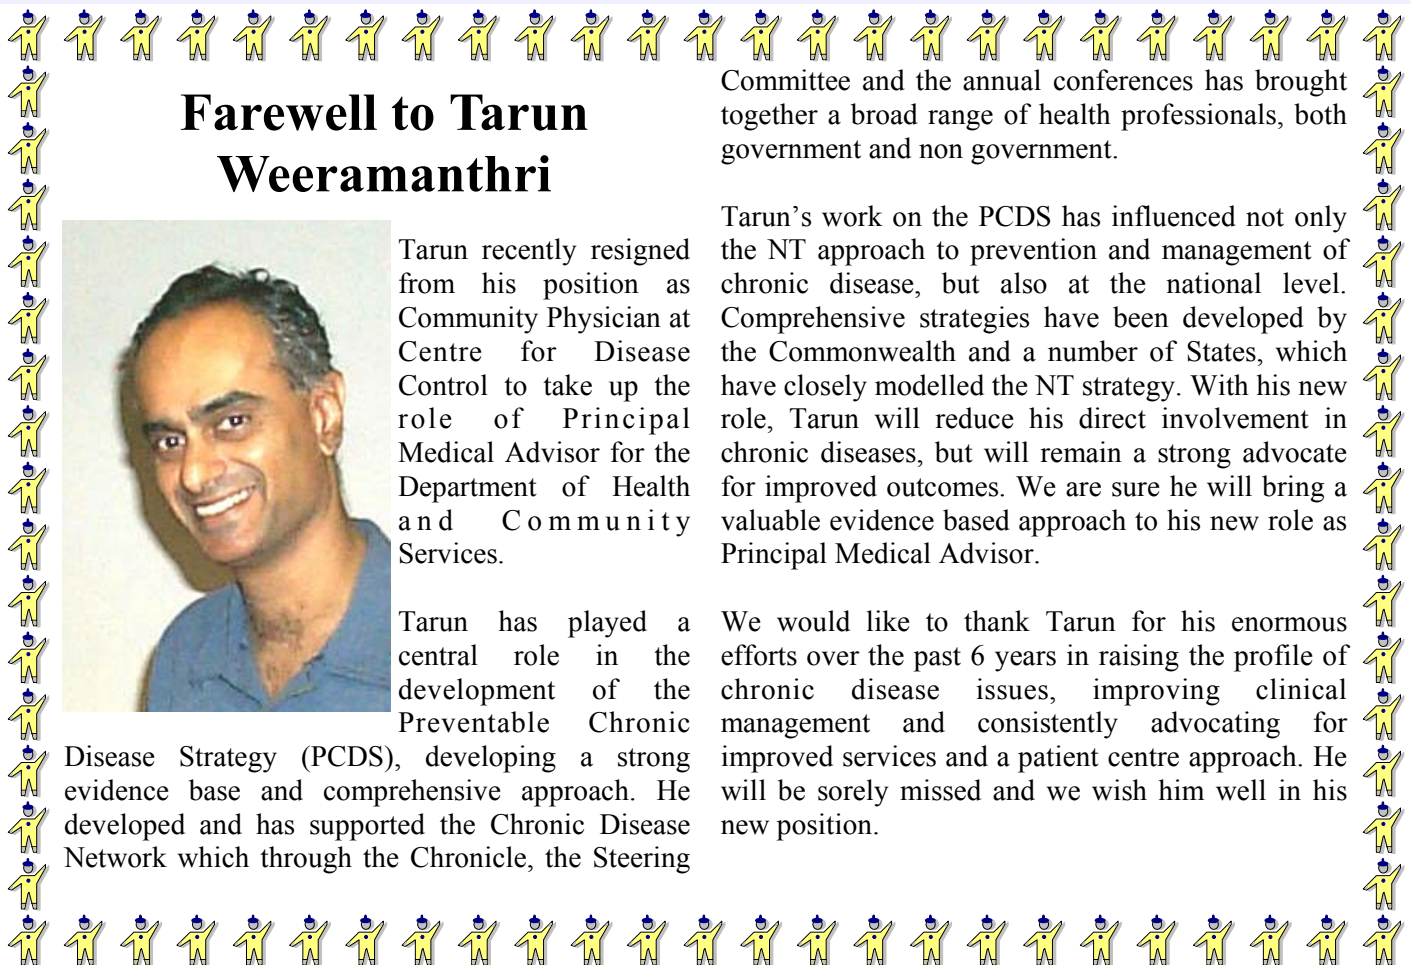 Farewell to Tarun
Weeramanthri
Tarun recently resigned
from his position as
Community Physician at
Centre for Disease
Control to take up the
role of Principal
Medical Advisor for the
Department of Health
and Community
Services.
Tarun has played a
central role in the
development of the
Preventable Chronic
Disease Strategy (PCDS), developing a strong
evidence base and comprehensive approach. He
developed and has supported the Chronic Disease
Network which through the Chronicle, the Steering
Committee and the annual conferences has brought
together a broad range of health professionals, both
government and non government.
Tarun's work on the PCDS has influenced not only
the NT approach to prevention and management of
chronic disease, but also at the national level.
Comprehensive strategies have been developed by
the Commonwealth and a number of States, which
have closely modelled the NT strategy. With his new
role, Tarun will reduce his direct involvement in
chronic diseases, but will remain a strong advocate
for improved outcomes. We are sure he will bring a
valuable evidence based approach to his new role as
Principal Medical Advisor.
We would like to thank Tarun for his enormous
efforts over the past 6 years in raising the profile of
chronic disease issues, improving clinical
management and consistently advocating for
improved services and a patient centre approach. He
will be sorely missed and we wish him well in his
new position.